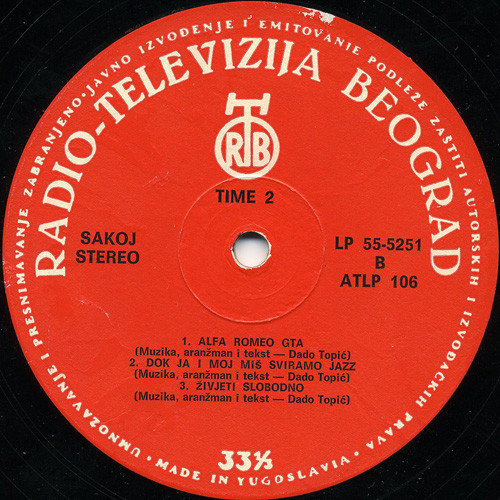 UMNOŽAVANJE I PRESNIMAVANJE ZABRANJENO • JAVNO IZVOĐENJE I EMITOVANJE PODLEŽE ZAŠTITI AUTORSKIH I IZVOĐAČKIH PRAVA •
RADIO-TELEVIZIJA BEOGRAD
RTB
TIME 2
SAKOJ
STEREO
LP 55-5251
B
ATLP 106
1. ALFA ROMEO GTA
(Muzika, aranžman i tekst — Dado Topić)
2. DOK JA I MOJ MIŠ SVIRAMO JAZZ
(Muzika, aranžman i tekst — Dado Topić)
3. ŽIVJETI SLOBODNO
(Muzika, aranžman i tekst — Dado Topić)
33⅓
• MADE IN YUGOSLAVIA •